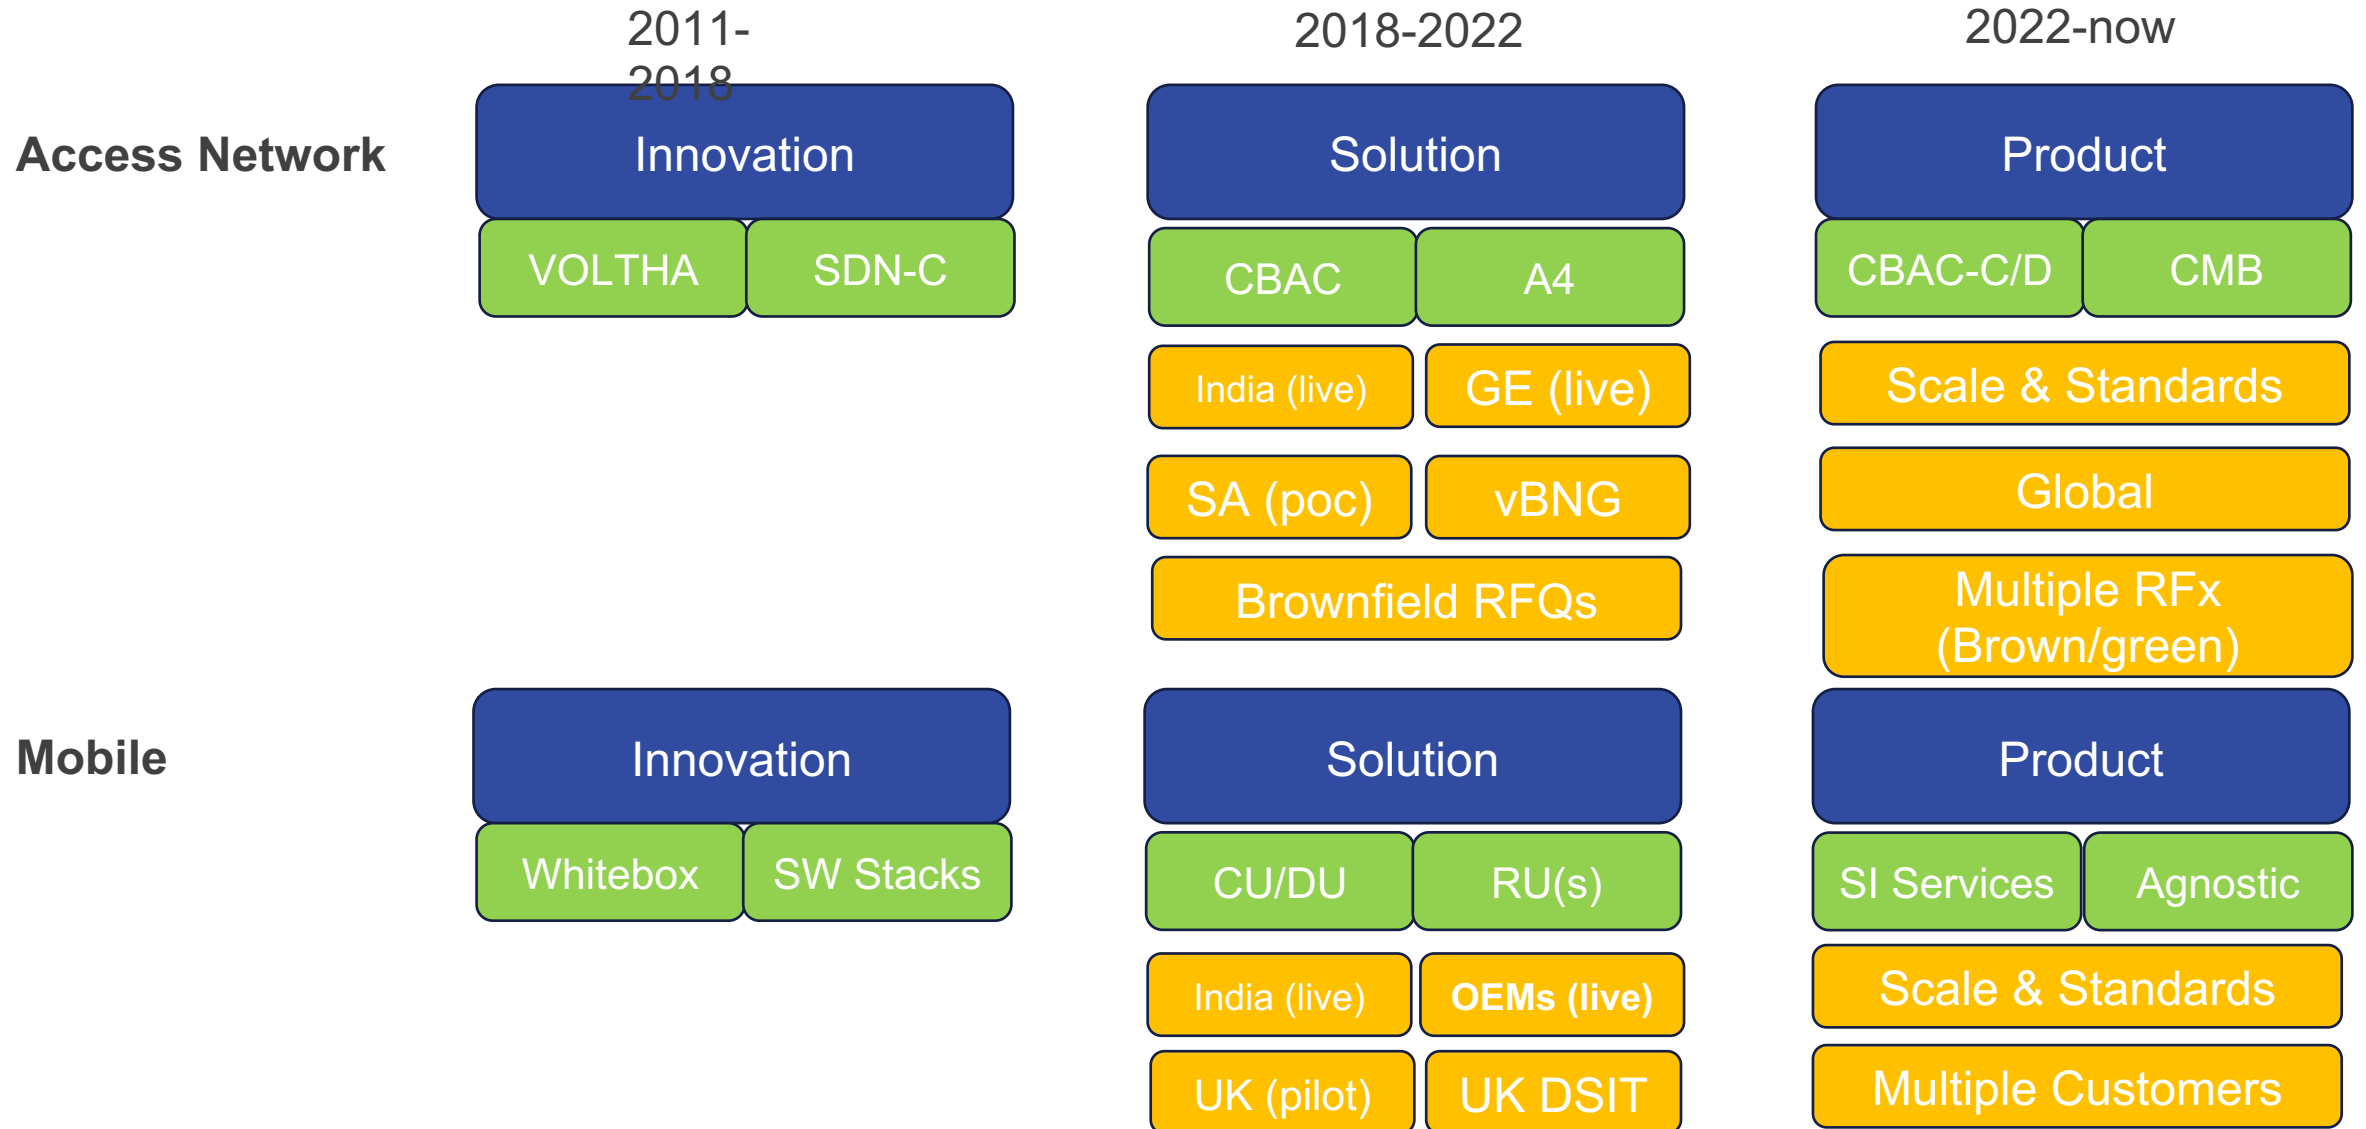 2011-
2018
2018-2022
2022-now
Access Network
Innovation
Solution
Product
VOLTHA
SDN-C
CBAC
A4
CBAC-C/D
CMB
India (live)
GE (live)
Scale & Standards
SA (poc)
vBNG
Global
Brownfield RFQs
Multiple RFx
(Brown/green)
Mobile
Innovation
Solution
Product
Whitebox
SW Stacks
CU/DU
RU(s)
SI Services
Agnostic
India (live)
OEMs (live)
Scale & Standards
UK (pilot)
UK DSIT
Multiple Customers